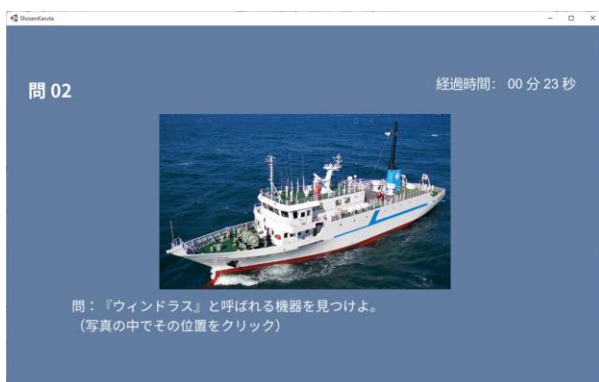 ShosenKaruta
問 02
経過時間： 00 分 23 秒
問：『ウィンドラス』と呼ばれる機器を見つけよ。
（写真の中でその位置をクリック）